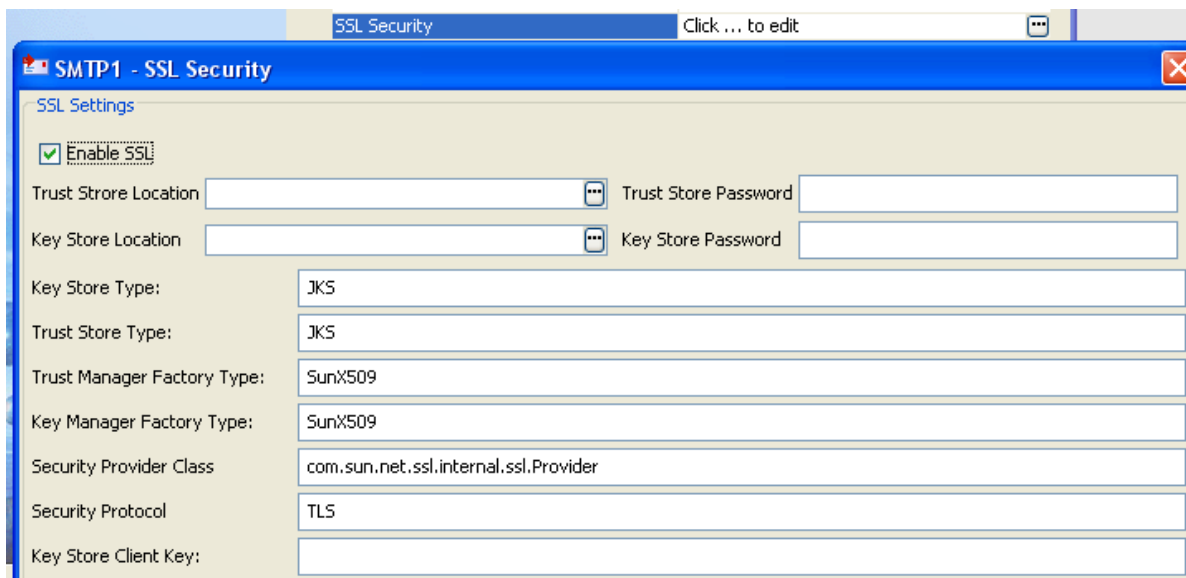 SSL Security Click ... to edit
SMTP1 - SSL Security
SSL Settings
Enable SSL
Trust Strore Location Trust Store Password
Key Store Location Key Store Password
Key Store Type: JKS
Trust Store Type: JKS
Trust Manager Factory Type: SunX509
Key Manager Factory Type: SunX509
Security Provider Class com.sun.net.ssl.internal.ssl.Provider
Security Protocol TLS
Key Store Client Key: